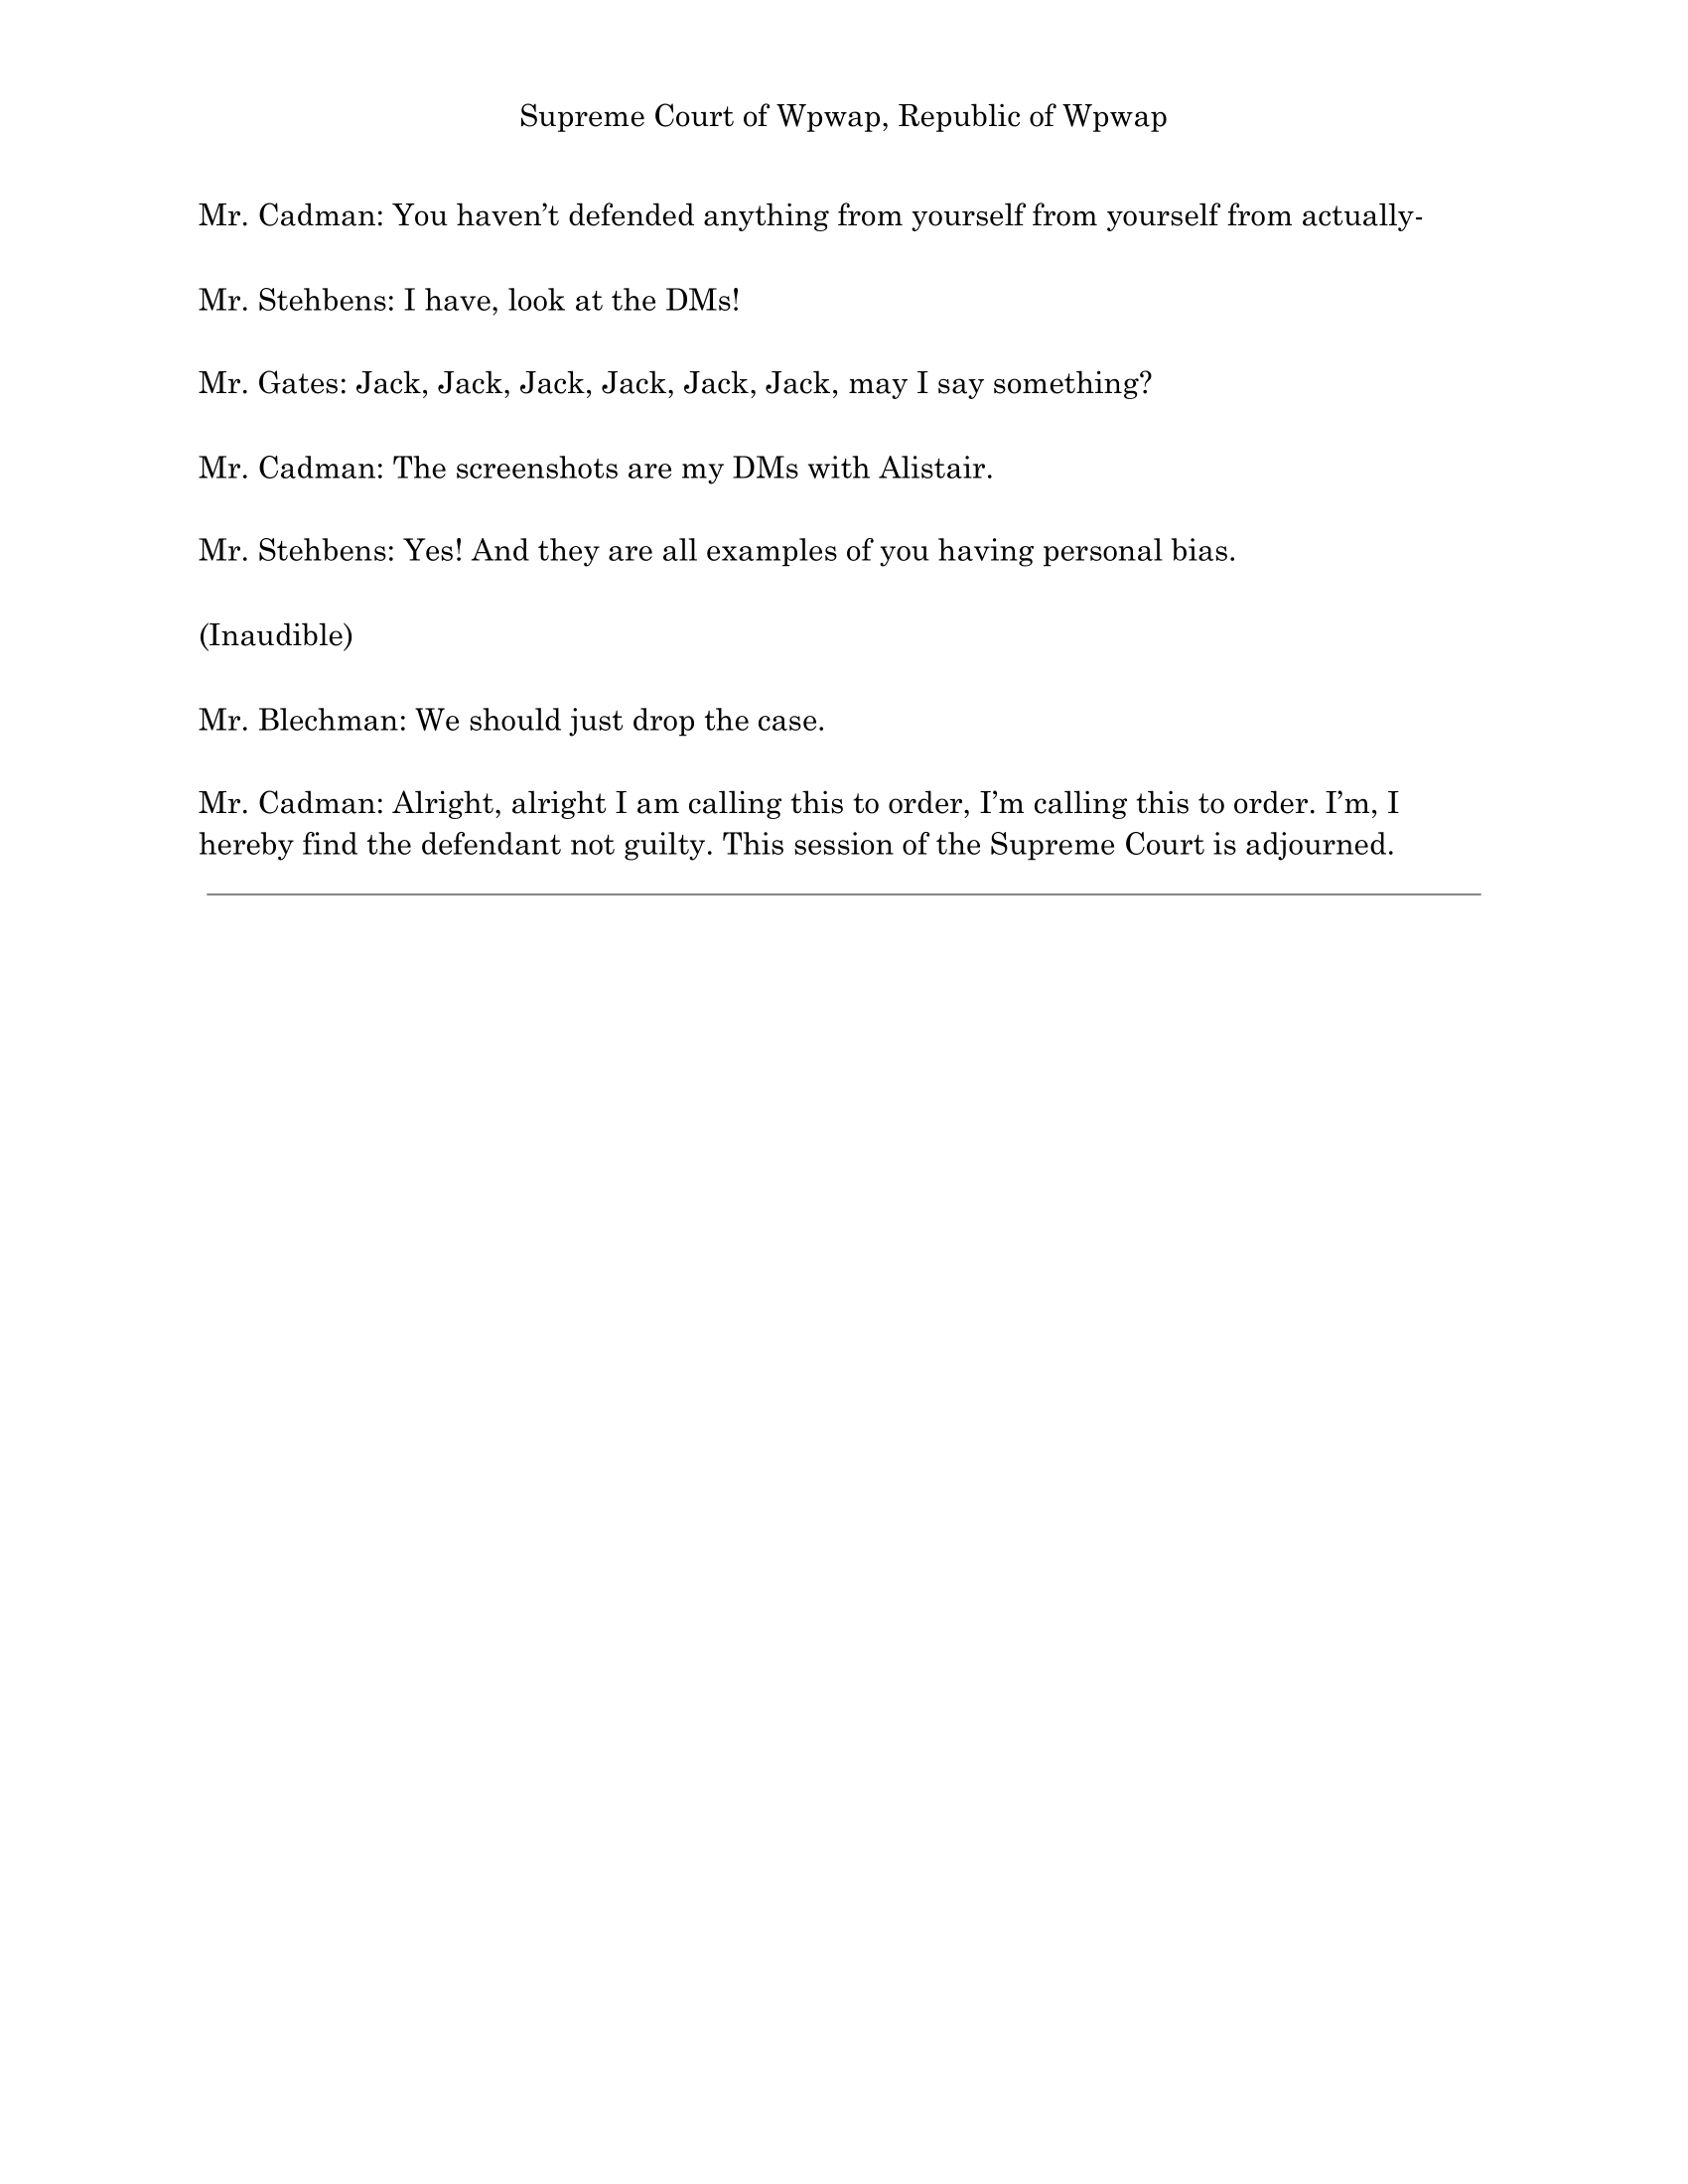 Supreme Court of Wpwap, Republic of Wpwap
Mr. Cadman: You haven’t defended anything from yourself from yourself from actually-
Mr. Stehbens: I have, look at the DMs!
Mr. Gates: Jack, Jack, Jack, Jack, Jack, Jack, may I say something?
Mr. Cadman: The screenshots are my DMs with Alistair.
Mr. Stehbens: Yes! And they are all examples of you having personal bias.
(Inaudible)
Mr. Blechman: We should just drop the case.
Mr. Cadman: Alright, alright I am calling this to order, I’m calling this to order. I’m, I
hereby find the defendant not guilty. This session of the Supreme Court is adjourned.